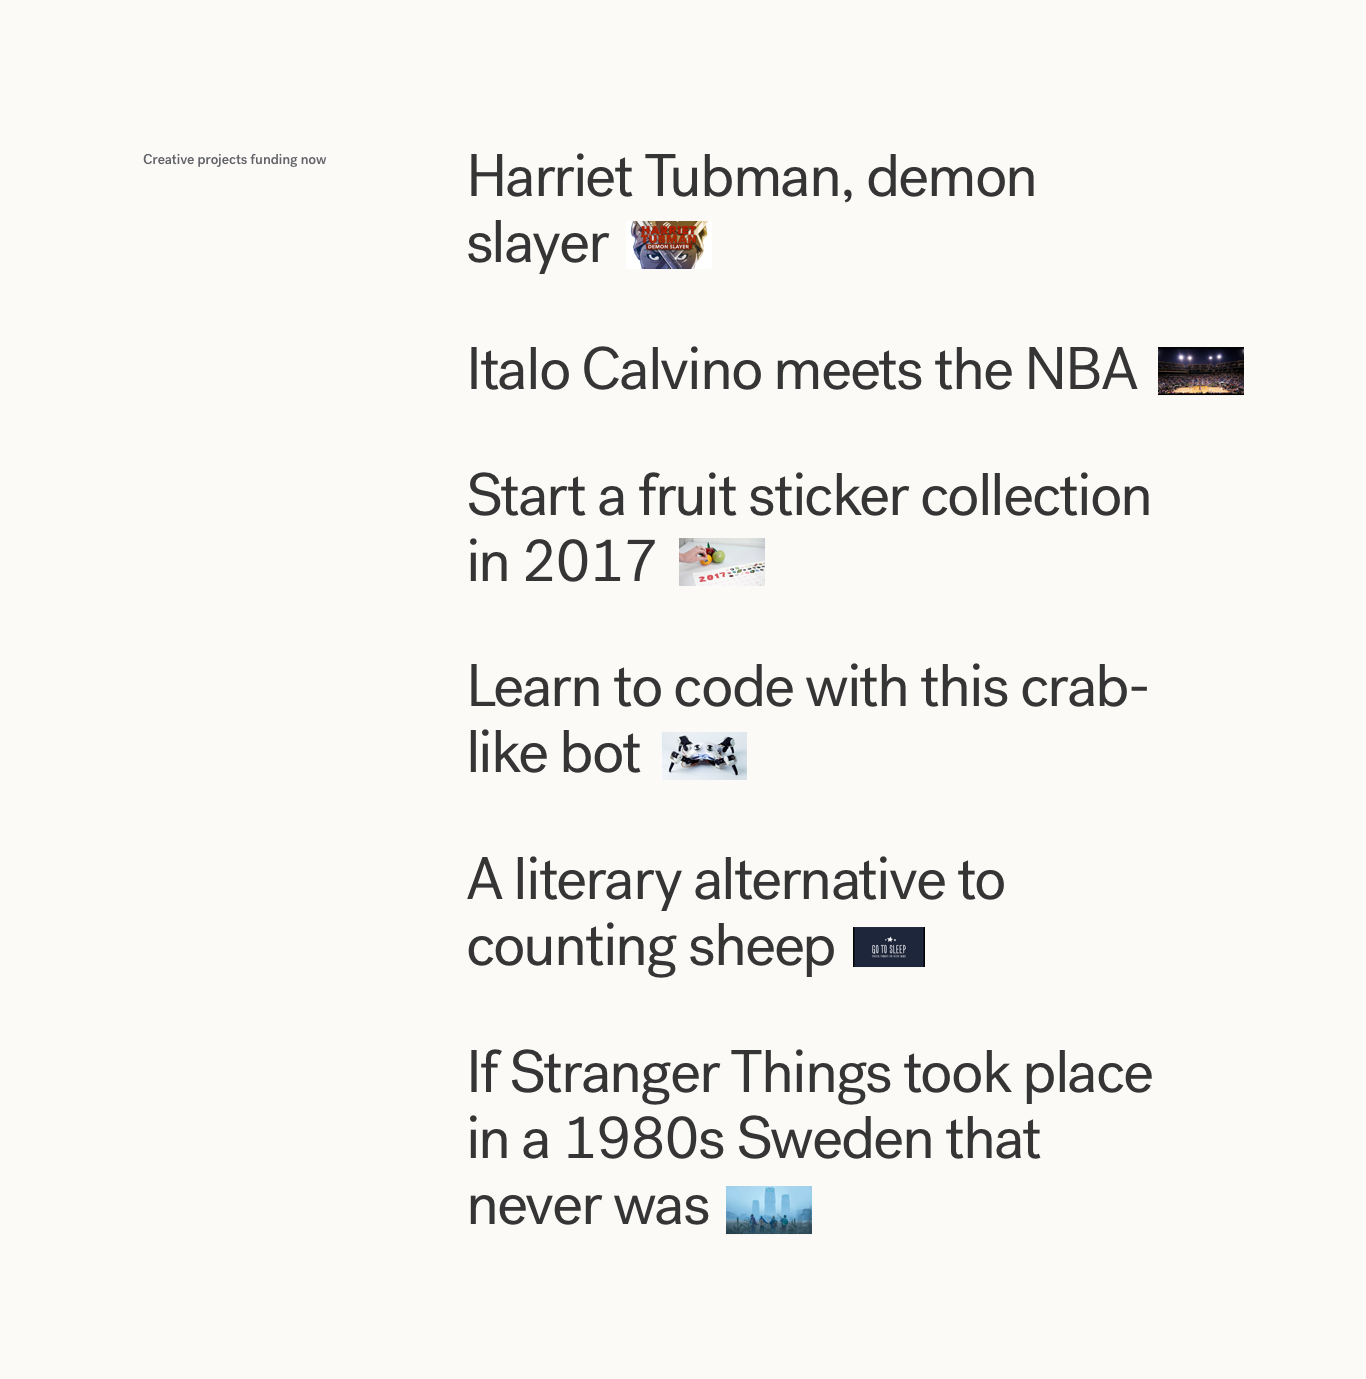 Creative projects funding now
Harriet Tubman, demon
slayer
HARRIET
TUBMAN
DEMON SLAYER
Italo Calvino meets the NBA
Start a fruit sticker collection
in 2017
2017
Learn to code with this crab-
like bot
A literary alternative to
counting sheep
GO TO SLEEP
If Stranger Things took place
in a 1980s Sweden that
never was